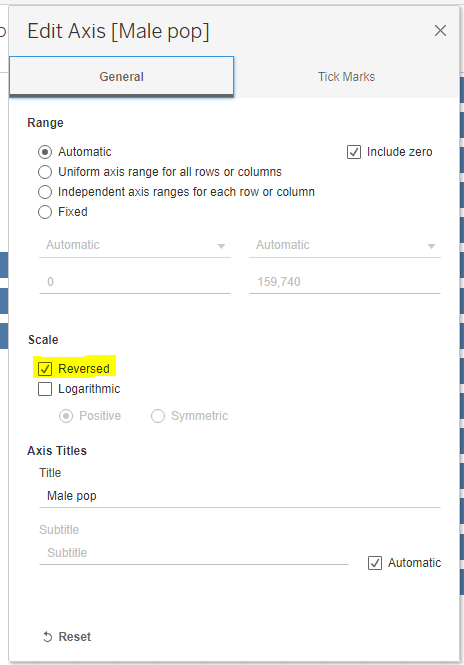 Edit Axis [Male pop]
General Tick Marks
Range
Automatic Include zero
Uniform axis range for all rows or columns
Independent axis ranges for each row or column
Fixed
Automatic Automatic
0 159,740
Scale
Reversed
Logarithmic
Positive Symmetric
Axis Titles
Title
Male pop
Subtitle
Subtitle
Automatic
Reset